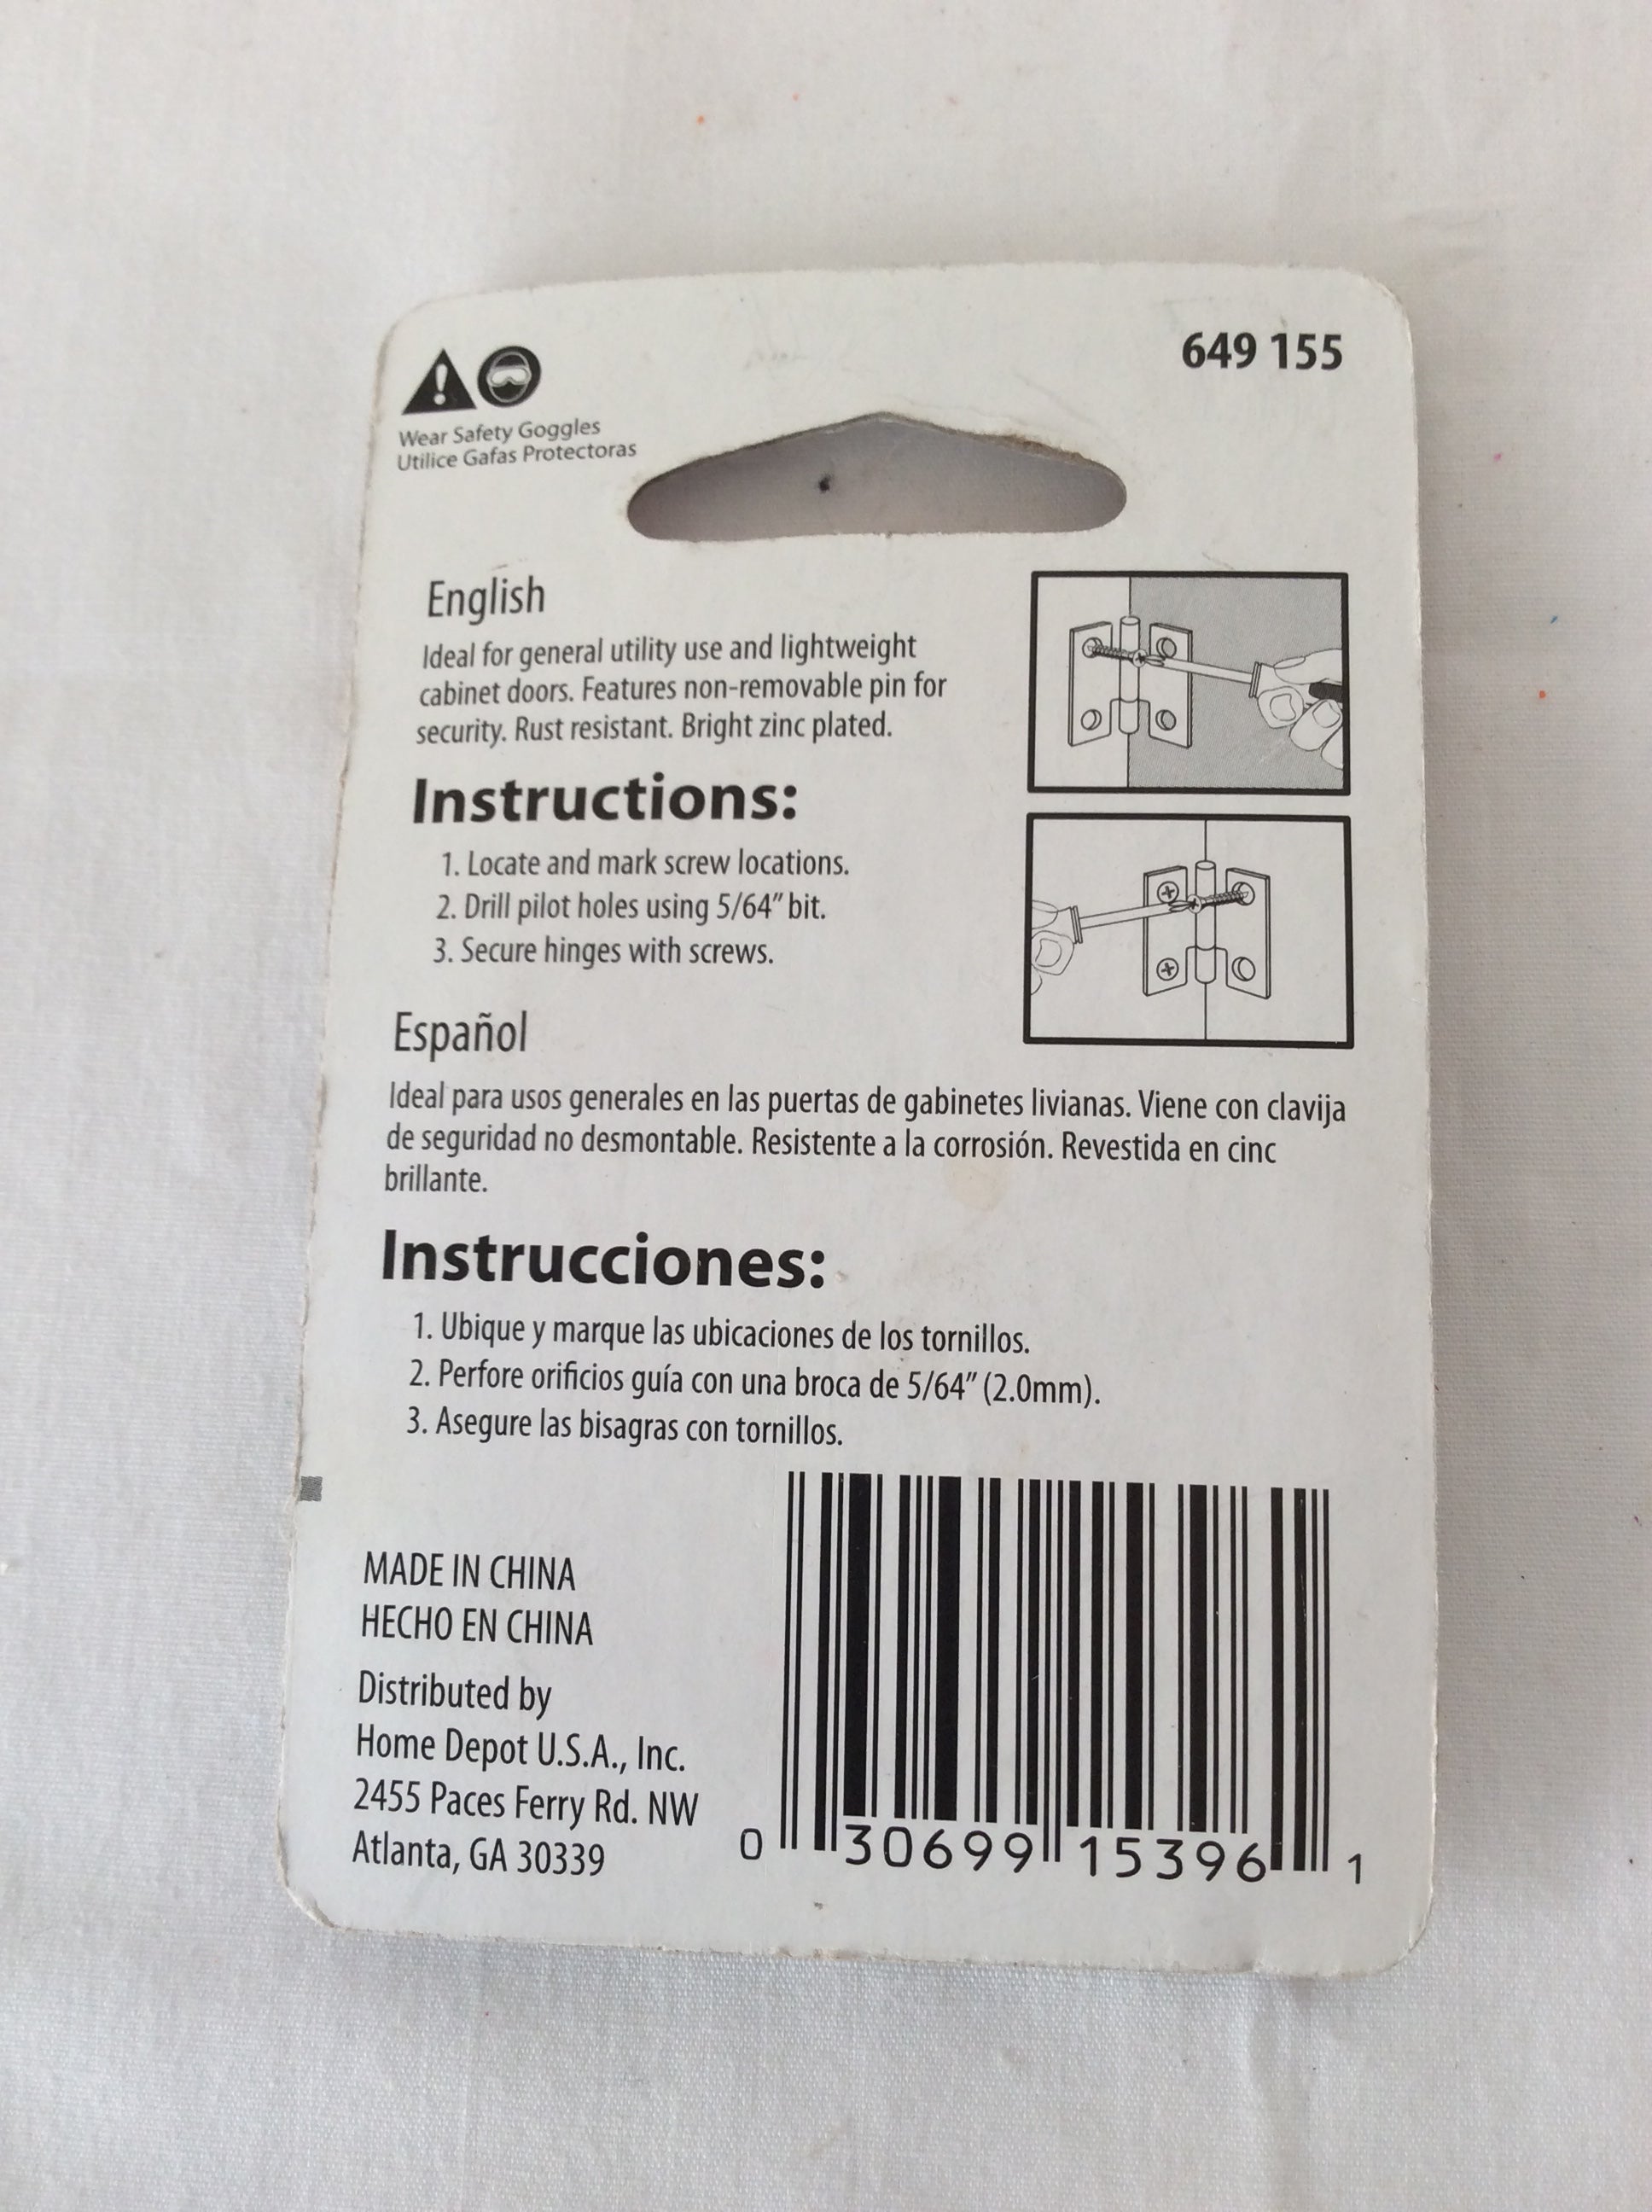 649 155
Wear Safety Goggles
Utilice Gafas Protectoras
English
Ideal for general utility use and lightweight
cabinet doors. Features non-removable pin for
security. Rust resistant. Bright zinc plated.
Instructions:
1. Locate and mark screw locations.
2. Drill pilot holes using 5/64" bit.
3. Secure hinges with screws.
Español
Ideal para usos generales en las puertas de gabinetes livianas. Viene con clavija
de seguridad no desmontable. Resistente a la corrosión. Revestida en cinc
brillante.
Instrucciones:
1. Ubique y marque las ubicaciones de los tornillos.
2. Perfore orificios guía con una broca de 5/64" (2.0mm).
3. Asegure las bisagras con tornillos.
MADE IN CHINA
HECHO EN CHINA
Distributed by
Home Depot U.S.A., Inc.
2455 Paces Ferry Rd. NW
Atlanta, GA 30339
0 30699 15396 1